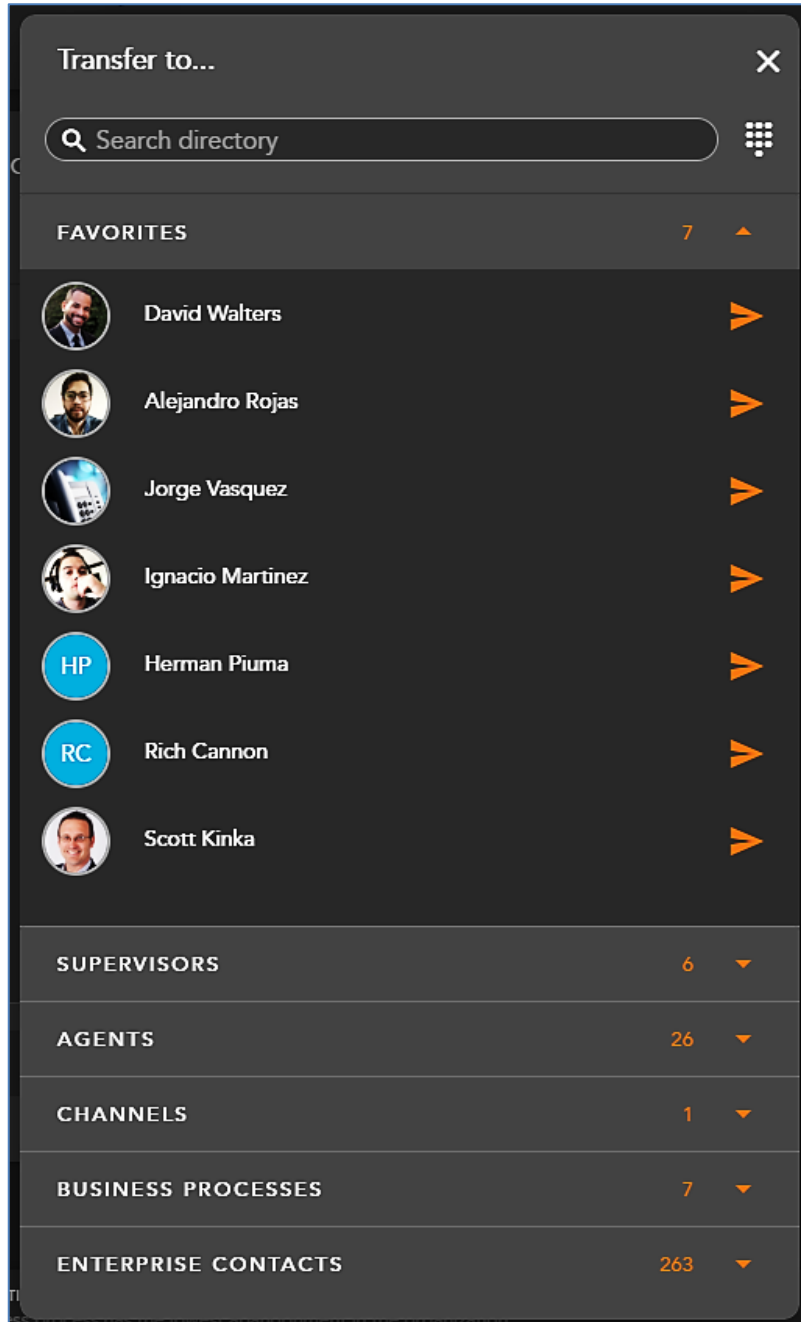 Transfer to...
Search directory
FAVORITES 7
David Walters
Alejandro Rojas
Jorge Vasquez
Ignacio Martinez
HP Herman Piuma
RC Rich Cannon
Scott Kinka
SUPERVISORS 6
AGENTS 26
CHANNELS 1
BUSINESS PROCESSES 7
ENTERPRISE CONTACTS 263